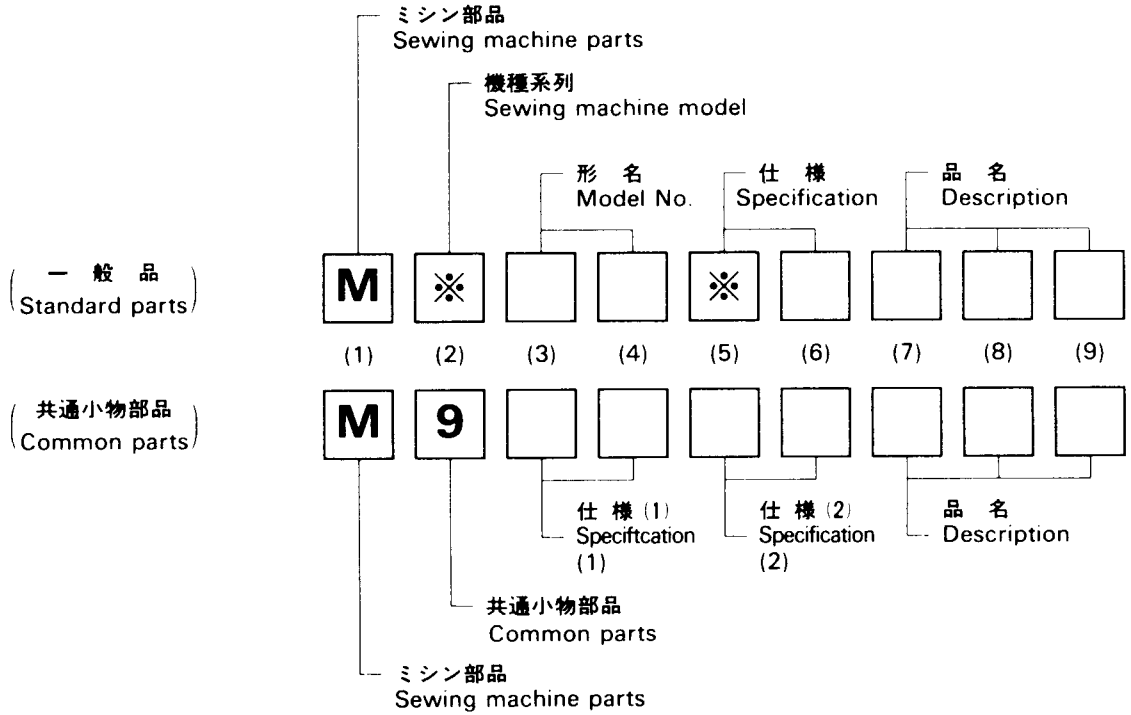 ミシン部品
Sewing machine parts
機種系列
Sewing machine model
形 名
Model No.
仕 様
Specification
品 名
Description
一 般 品
Standard parts
M ※ ※
(1) (2) (3) (4) (5) (6) (7) (8) (9)
共通小物部品
Common parts
M 9
仕 様 (1)
Speciftcation
(1)
仕 様 (2)
Specification
(2)
品 名
Description
共通小物部品
Common parts
ミシン部品
Sewing machine parts